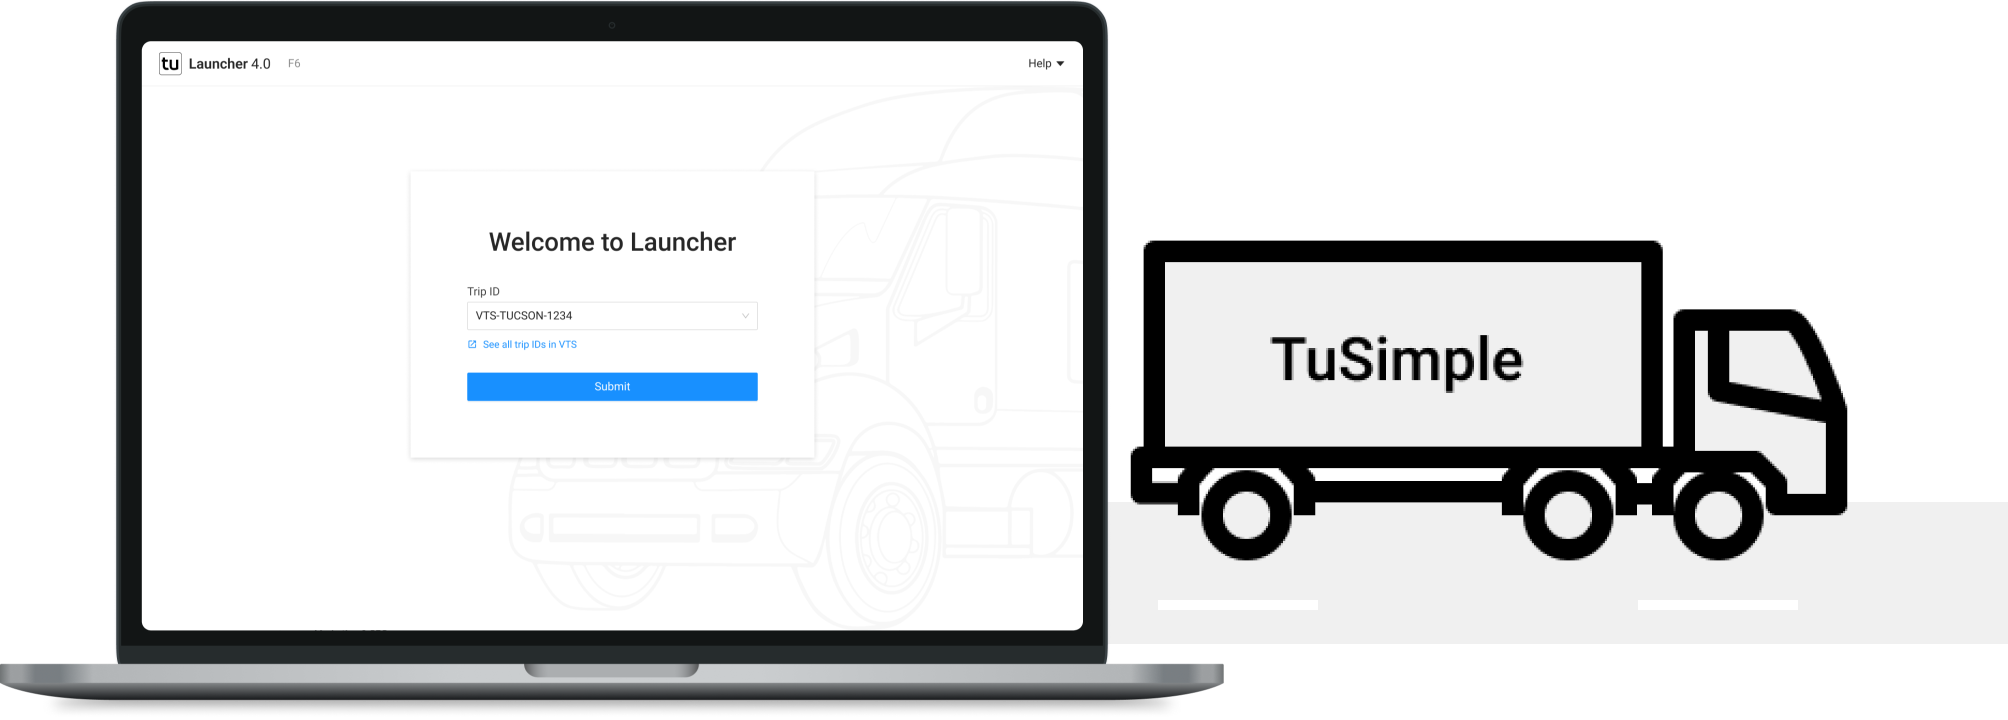 tu Launcher 4.0 F6
Help
Welcome to Launcher
Trip ID
VTS-TUCSON-1234
See all trip IDs in VTS
Submit
TuSimple